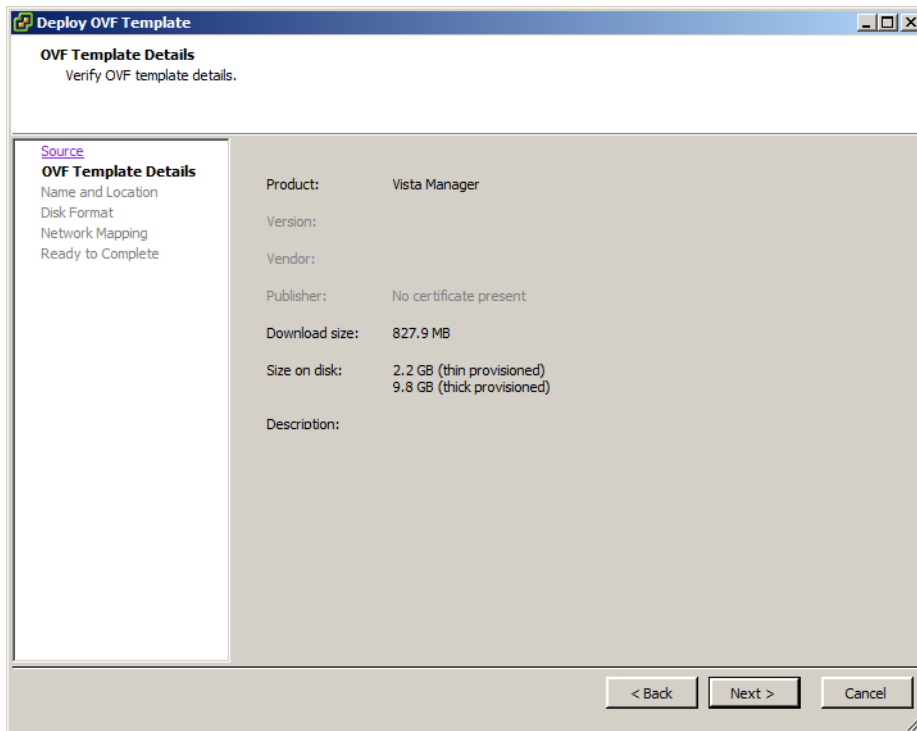 Deploy OVF Template
OVF Template Details
Verify OVF template details.
Source
OVF Template Details
Name and Location
Disk Format
Network Mapping
Ready to Complete
Product: Vista Manager
Version:
Vendor:
Publisher: No certificate present
Download size: 827.9 MB
Size on disk: 2.2 GB (thin provisioned)
9.8 GB (thick provisioned)
Description:
< Back Next > Cancel